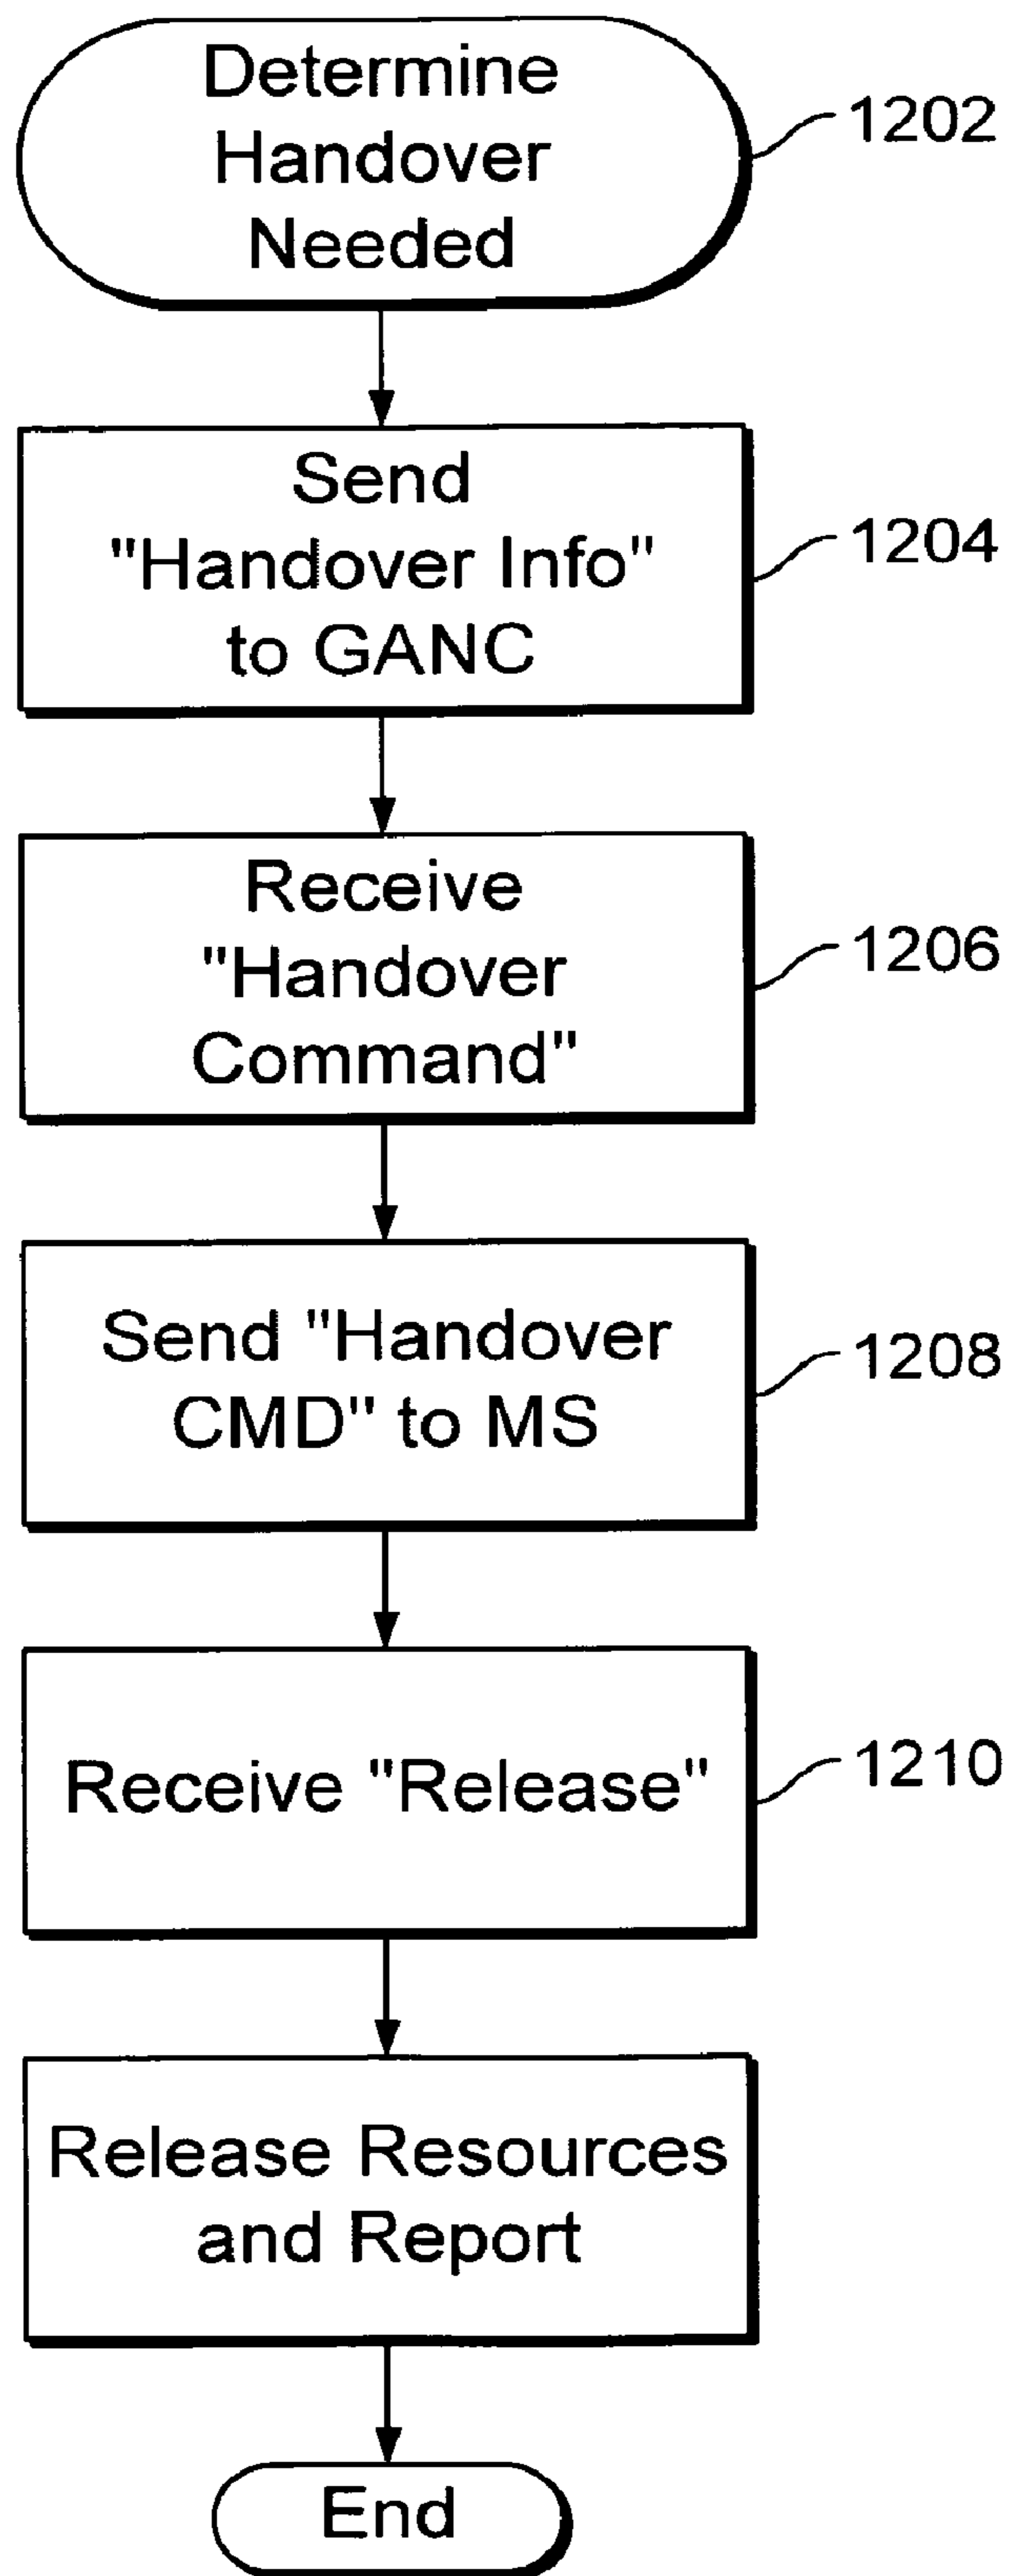 Determine
Handover
Needed
1202
Send
"Handover Info"
to GANC
1204
Receive
"Handover
Command"
1206
Send "Handover
CMD" to MS
1208
Receive "Release"
1210
Release Resources
and Report
End